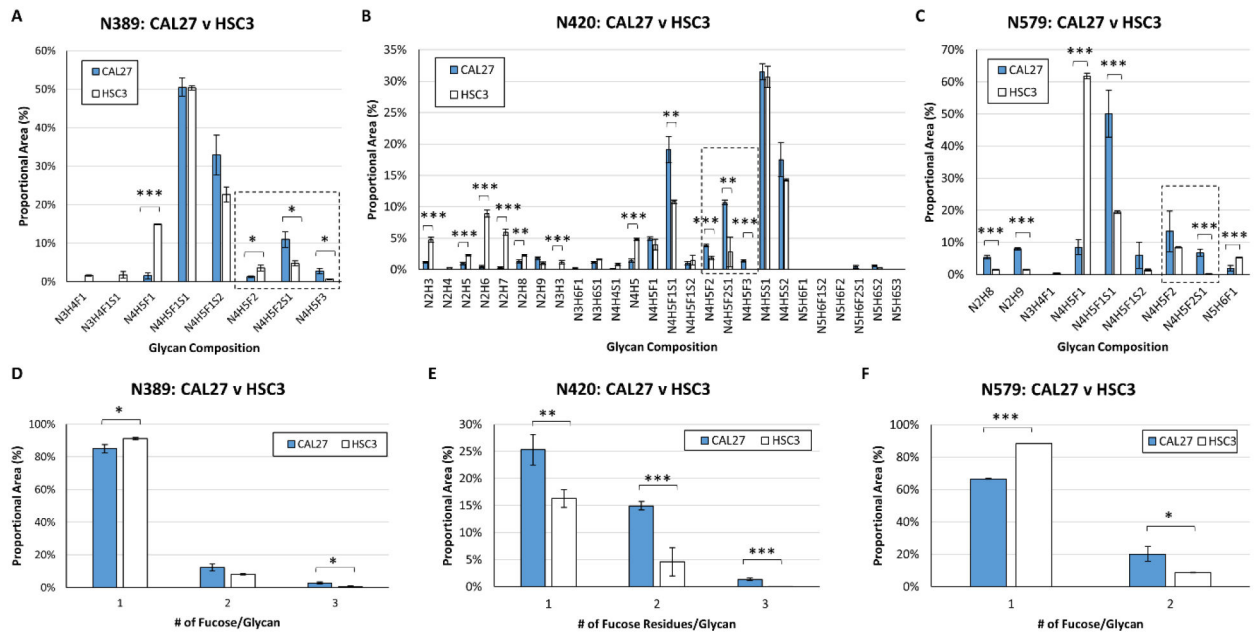 A
N389: CAL27 v HSC3
Proportional Area (%)
60%
50%
40%
30%
20%
10%
0%
CAL27
HSC3
***
*
*
*
N3H4F1
N3H4F1S1
N4H5F1
N4H5F1S1
N4H5F1S2
N4H5F2
N4H5F2S1
N4H5F3
Glycan Composition
B
N420: CAL27 v HSC3
Proportional Area (%)
35%
30%
25%
20%
15%
10%
5%
0%
CAL27
HSC3
***
***
***
***
**
***
***
**
***
**
***
N2H3
N2H4
N2H5
N2H6
N2H7
N2H8
N2H9
N3H3
N3H6F1
N3H6S1
N4H4S1
N4H5
N4H5F1
N4H5F1S1
N4H5F1S2
N4H5F2
N4H5F2S1
N4H5F3
N4H5S1
N4H5S2
N5H6F1
N5H6F1S2
N5H6F2
N5H6F3
N5H6S1
N5H6S2
N5H6S3
Glycan Composition
C
N579: CAL27 v HSC3
Proportional Area (%)
70%
60%
50%
40%
30%
20%
10%
0%
CAL27
HSC3
***
***
***
***
***
***
N2H8
N2H9
N3H4F1
N4H5F1
N4H5F1S1
N4H5F1S2
N4H5F2
N4H5F2S1
N5H6F1
Glycan Composition
D
N389: CAL27 v HSC3
Proportional Area (%)
100%
80%
60%
40%
20%
0%
CAL27
HSC3
*
*
1
2
3
# of Fucose/Glycan
E
N420: CAL27 v HSC3
Proportional Area (%)
30%
25%
20%
15%
10%
5%
0%
CAL27
HSC3
**
***
***
1
2
3
# of Fucose Residues/Glycan
F
N579: CAL27 v HSC3
Proportional Area (%)
100%
80%
60%
40%
20%
0%
CAL27
HSC3
***
*
1
2
# of Fucose/Glycan